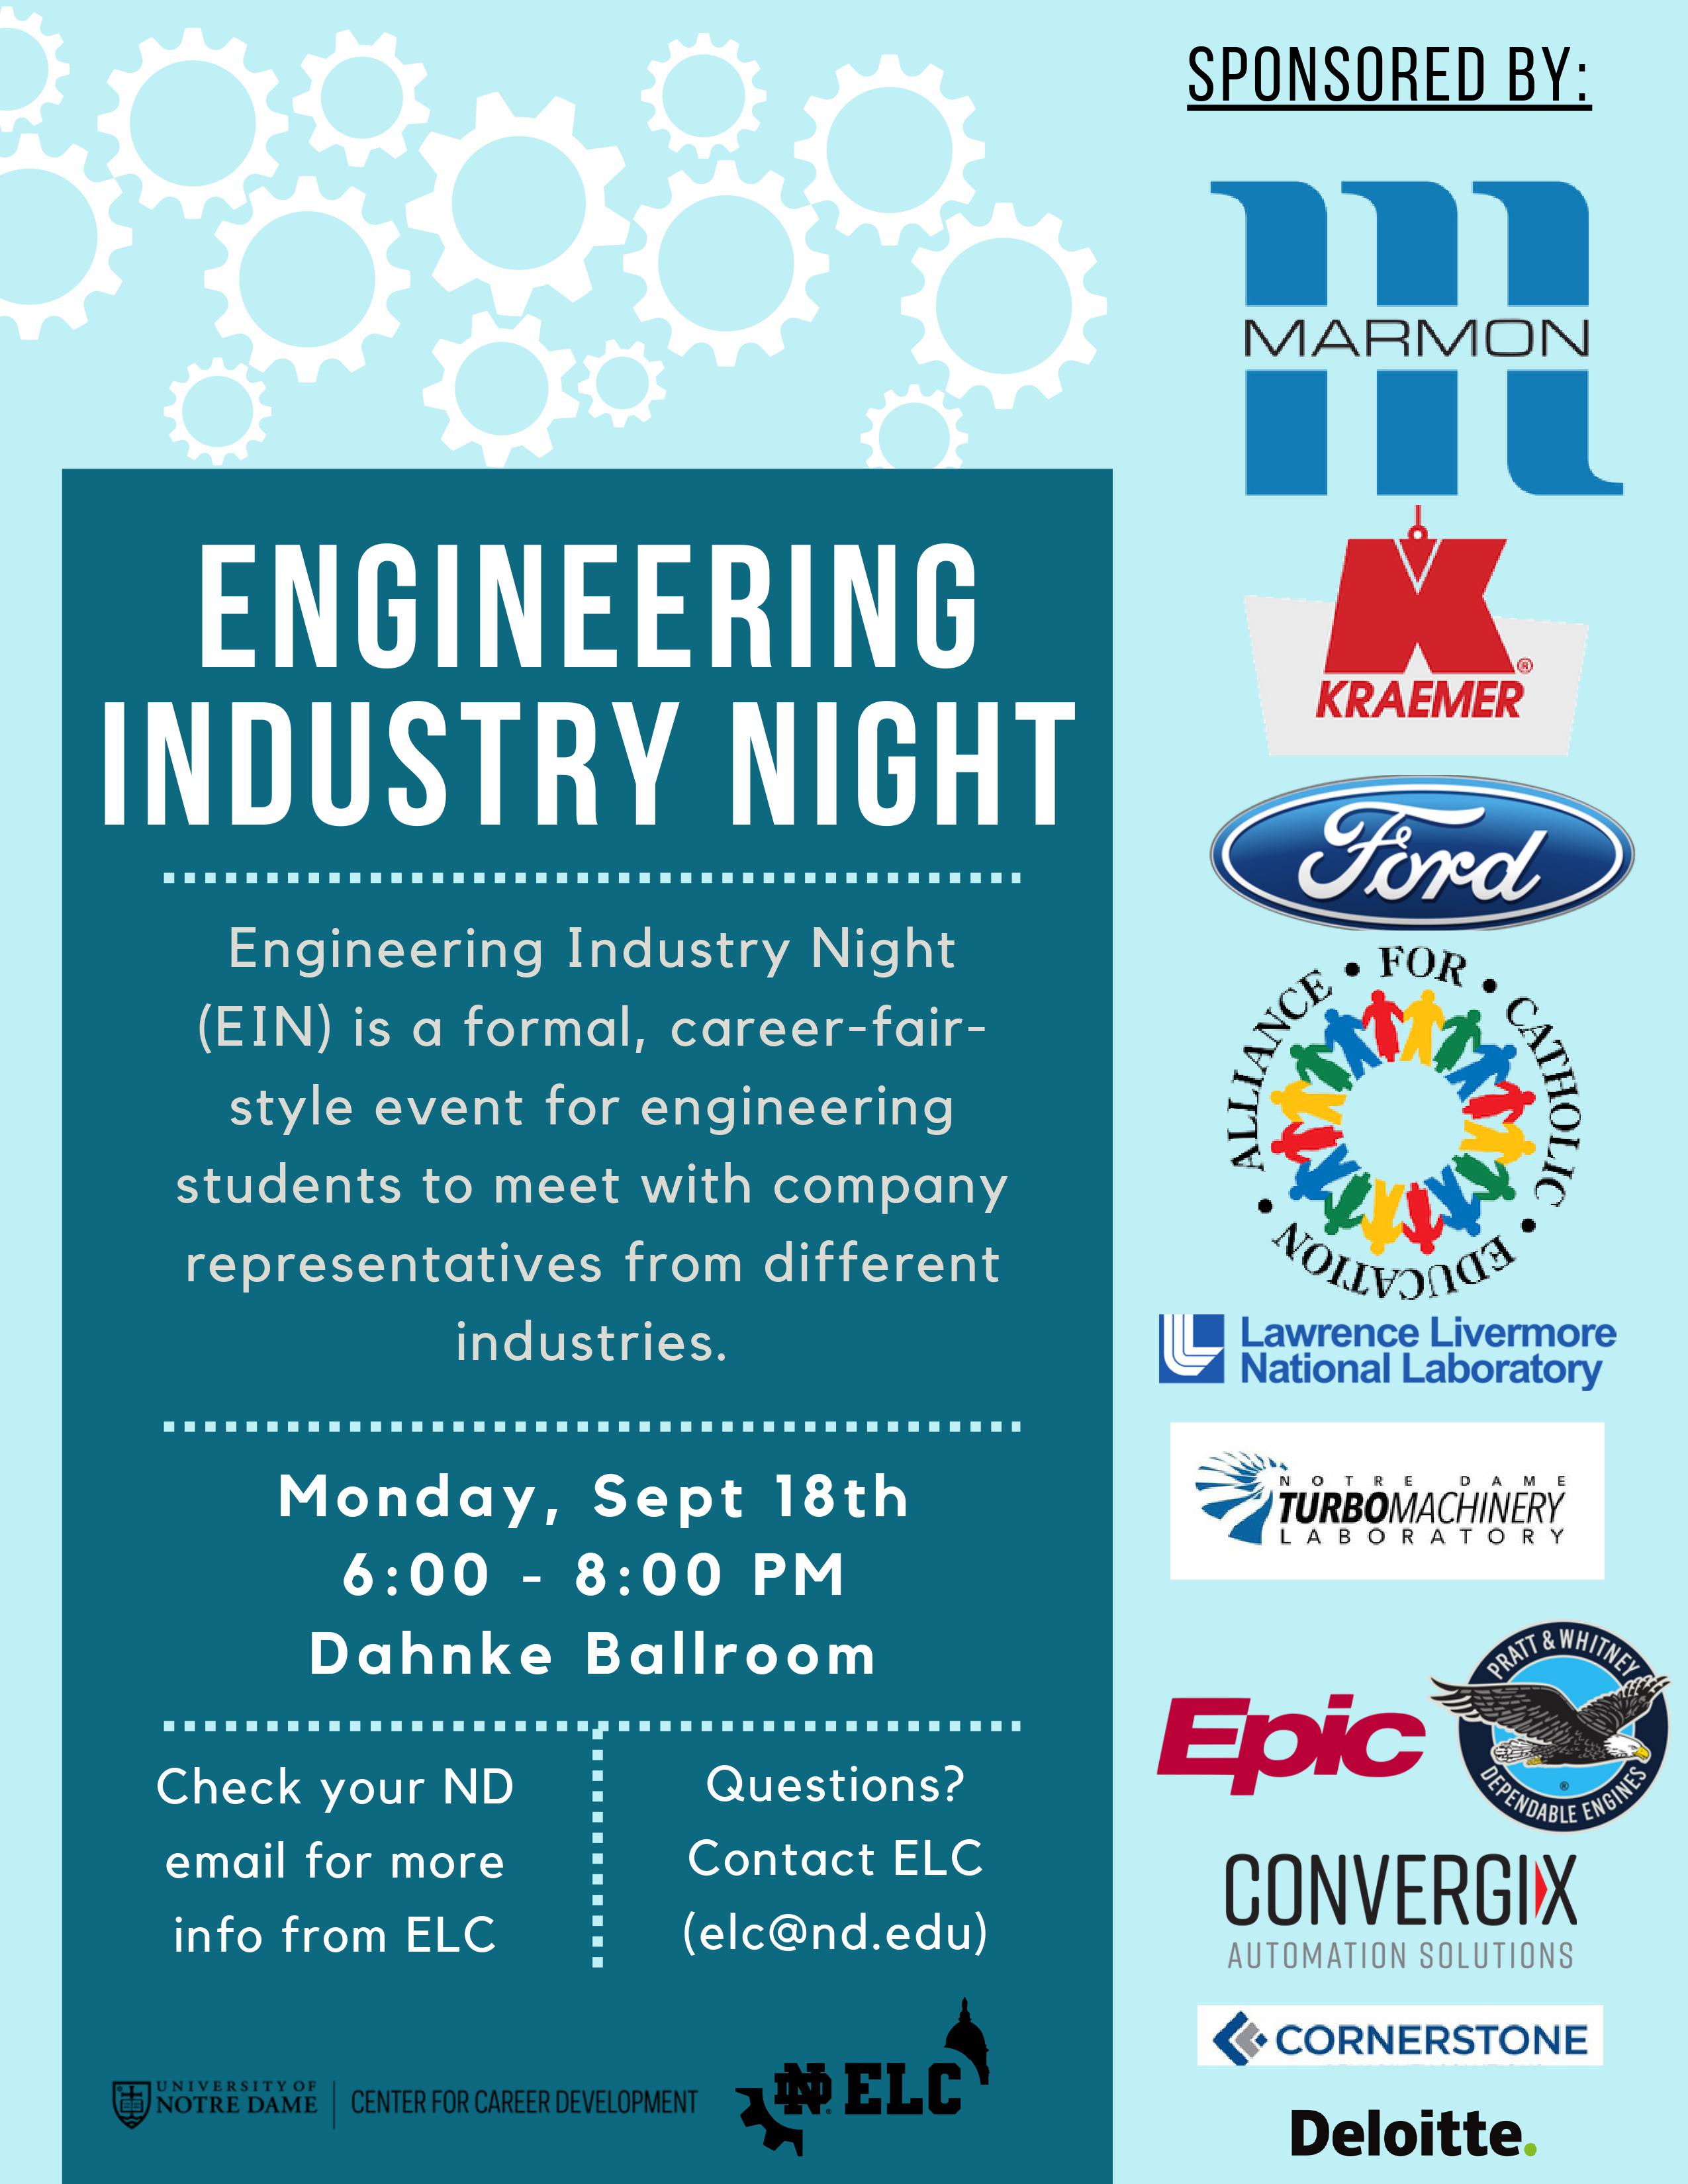 SPONSORED BY:
MARMON
KRAEMER®
Ford
ALLIANCE • FOR • CATHOLIC • EDUCATION •
Lawrence Livermore
National Laboratory
NOTRE DAME
TURBOMACHINERY
LABORATORY
Epic
PRATT & WHITNEY
DEPENDABLE ENGINES
®
CONVERGIX
AUTOMATION SOLUTIONS
CORNERSTONE
Deloitte.
ENGINEERING
INDUSTRY NIGHT
Engineering Industry Night
(EIN) is a formal, career-fair-
style event for engineering
students to meet with company
representatives from different
industries.
Monday, Sept 18th
6:00 - 8:00 PM
Dahnke Ballroom
Check your ND
email for more
info from ELC
Questions?
Contact ELC
(elc@nd.edu)
UNIVERSITY OF
NOTRE DAME
CENTER FOR CAREER DEVELOPMENT
ND ELC